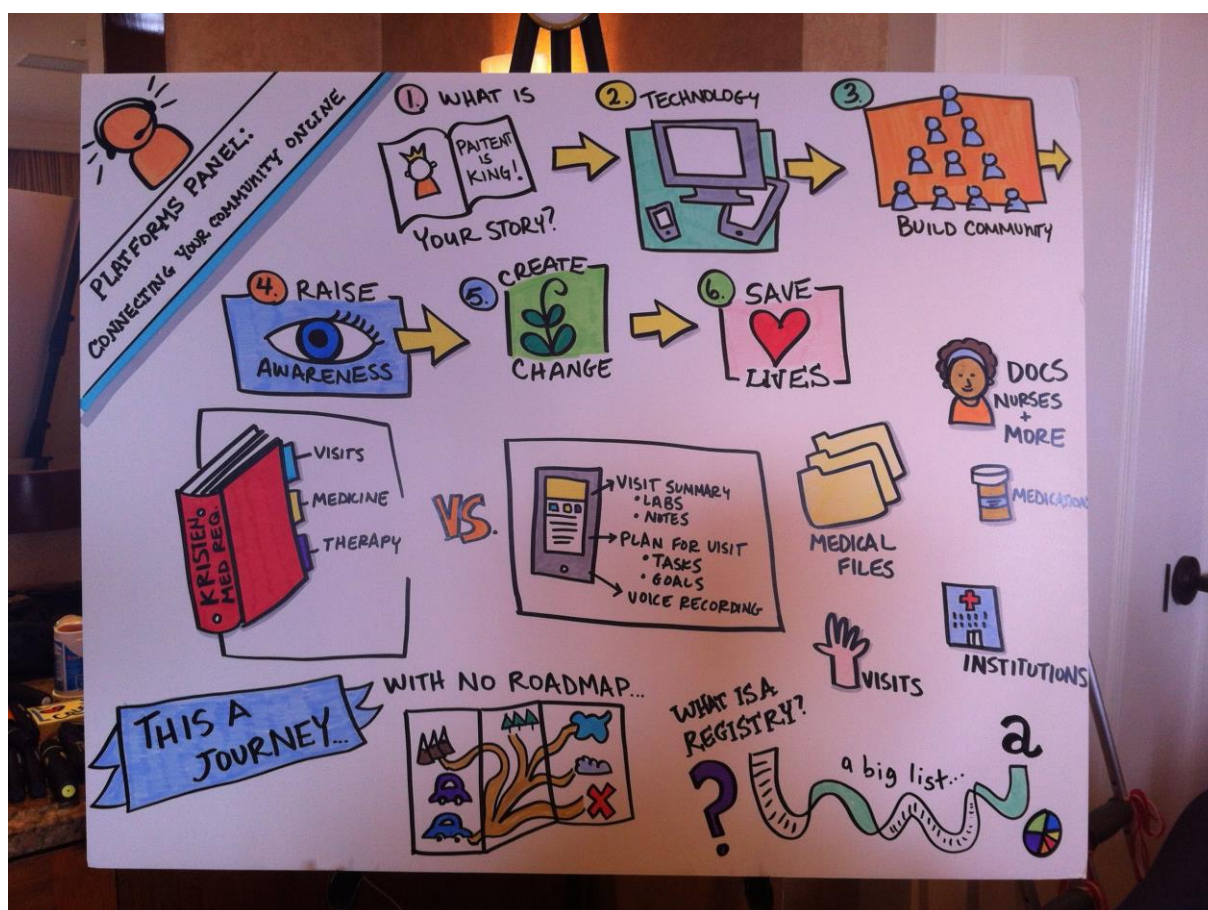 PLATFORMS PANEL:
CONNECTING YOUR COMMUNITY ONLINE
1. WHAT IS
PAITENT
IS
KING!
YOUR STORY?
2. TECHNOLOGY
3.
BUILD COMMUNITY
4. RAISE
AWARENESS
5. CREATE
CHANGE
6. SAVE
LIVES
KRISTEN.
MED REQ.
VISITS
MEDICINE
THERAPY
VS.
VISIT SUMMARY
• LABS
• NOTES
PLAN FOR VISIT
• TASKS
• GOALS
VOICE RECORDING
DOCS
NURSES
+
MORE
MEDICAL
FILES
MEDICATIONS
VISITS
INSTITUTIONS
THIS A
JOURNEY...
WITH NO ROADMAP...
WHAT IS A
REGISTRY?
?
a big list...
a